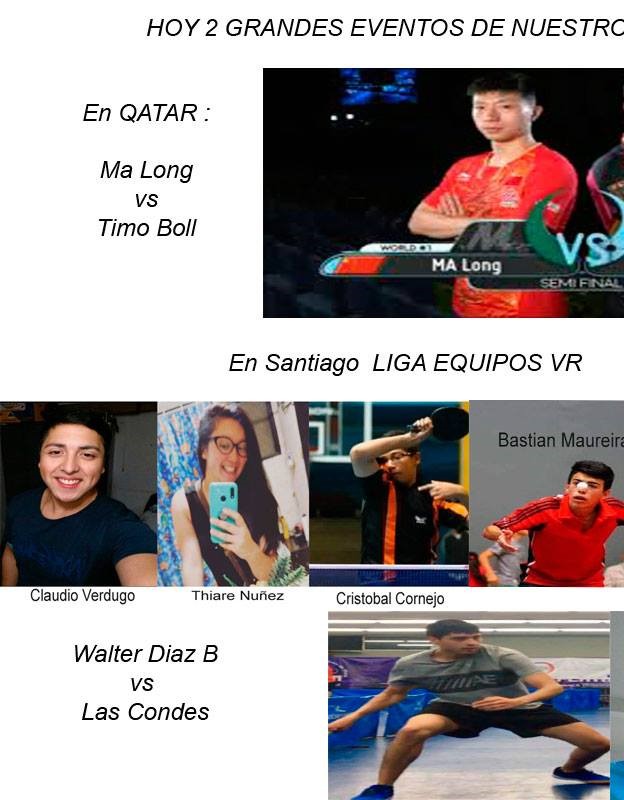 HOY 2 GRANDES EVENTOS DE NUESTRO
En QATAR :
Ma Long
vs
Timo Boll
WORLD #1
MA Long
VS
SEMI FINAL
En Santiago LIGA EQUIPOS VR
Bastian Maureira
Claudio Verdugo
Thiare Nuñez
Cristobal Cornejo
Walter Diaz B
vs
Las Condes